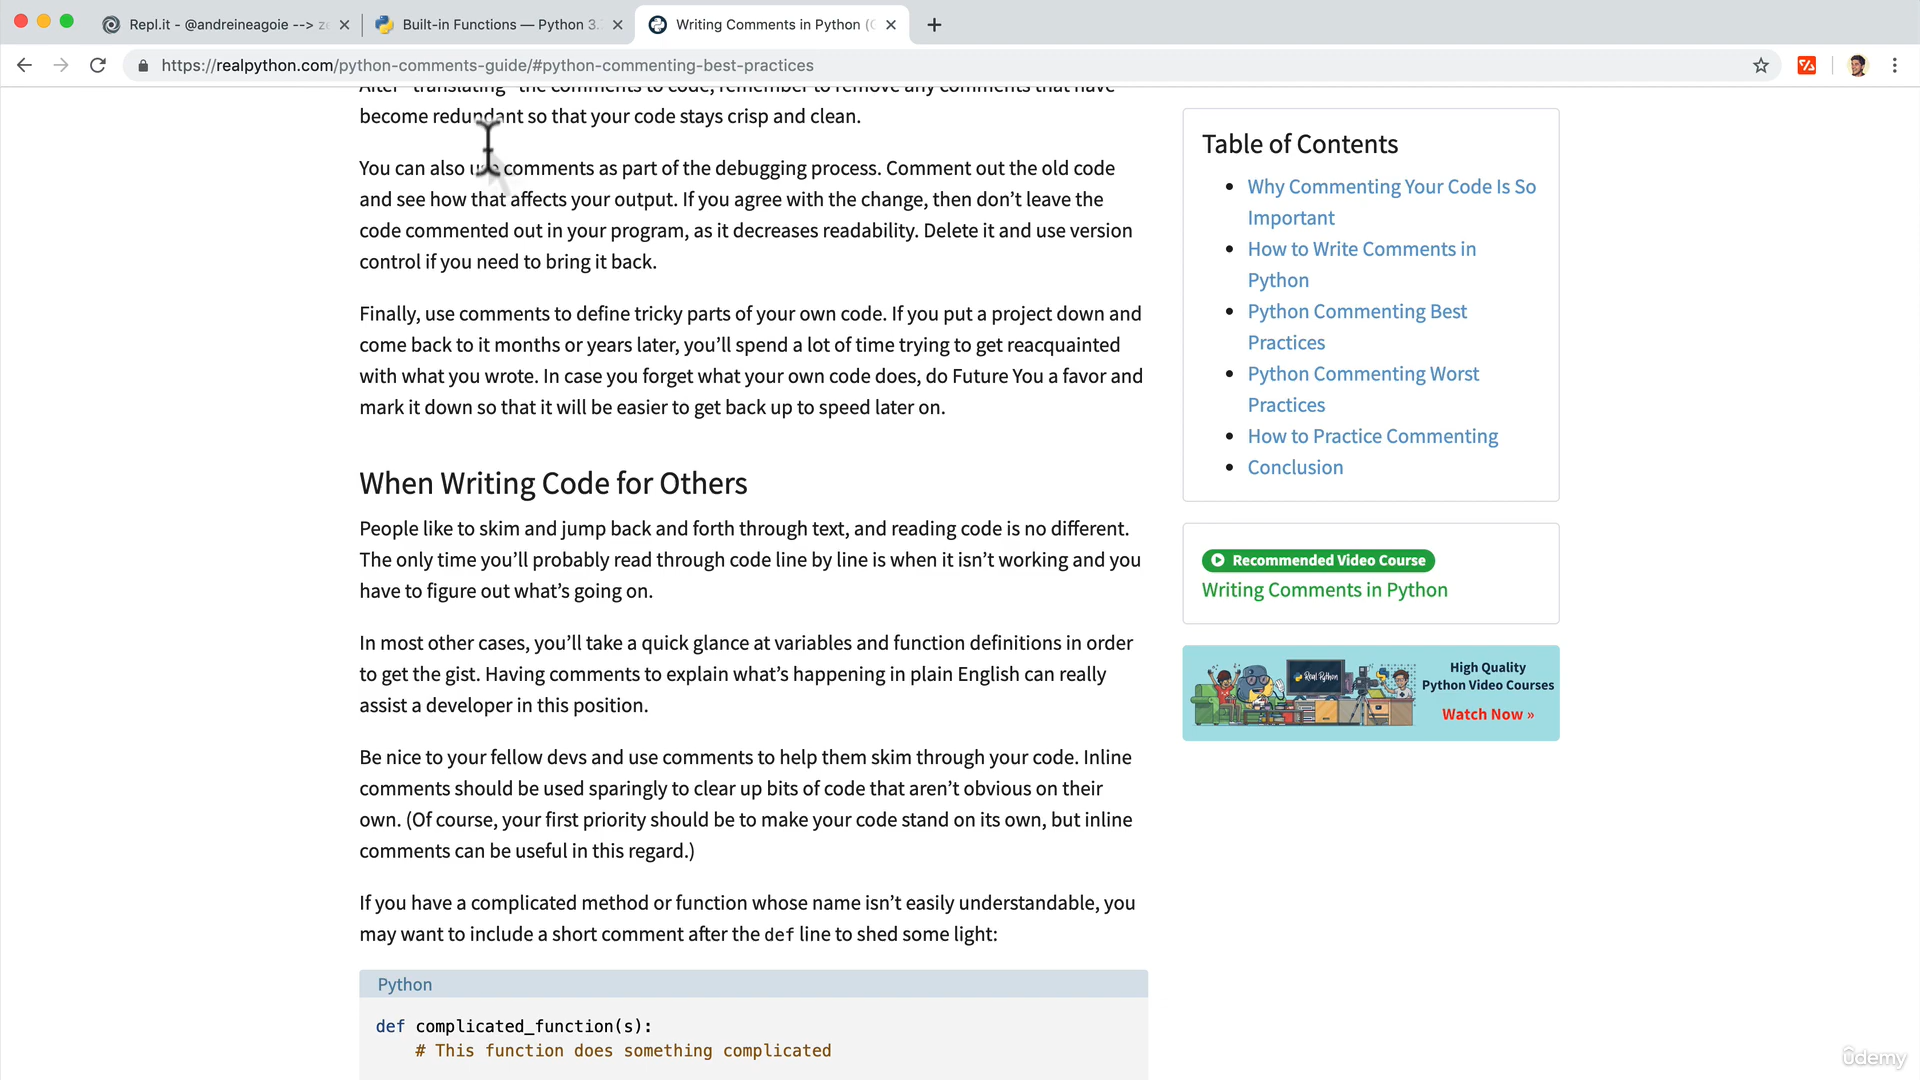 Repl.it - @andreineagoie --> ze
Built-in Functions — Python 3.
Writing Comments in Python (
https://realpython.com/python-comments-guide/#python-commenting-best-practices
After "translating" the comments to code, remember to remove any comments that have
become redundant so that your code stays crisp and clean.
You can also use comments as part of the debugging process. Comment out the old code
and see how that affects your output. If you agree with the change, then don’t leave the
code commented out in your program, as it decreases readability. Delete it and use version
control if you need to bring it back.
Finally, use comments to define tricky parts of your own code. If you put a project down and
come back to it months or years later, you’ll spend a lot of time trying to get reacquainted
with what you wrote. In case you forget what your own code does, do Future You a favor and
mark it down so that it will be easier to get back up to speed later on.
When Writing Code for Others
People like to skim and jump back and forth through text, and reading code is no different.
The only time you’ll probably read through code line by line is when it isn’t working and you
have to figure out what’s going on.
In most other cases, you’ll take a quick glance at variables and function definitions in order
to get the gist. Having comments to explain what’s happening in plain English can really
assist a developer in this position.
Be nice to your fellow devs and use comments to help them skim through your code. Inline
comments should be used sparingly to clear up bits of code that aren’t obvious on their
own. (Of course, your first priority should be to make your code stand on its own, but inline
comments can be useful in this regard.)
If you have a complicated method or function whose name isn’t easily understandable, you
may want to include a short comment after the def line to shed some light:
Python
def complicated_function(s):
# This function does something complicated
Table of Contents
Why Commenting Your Code Is So
Important
How to Write Comments in
Python
Python Commenting Best
Practices
Python Commenting Worst
Practices
How to Practice Commenting
Conclusion
Recommended Video Course
Writing Comments in Python
Real Python
High Quality
Python Video Courses
Watch Now »
ûdemy